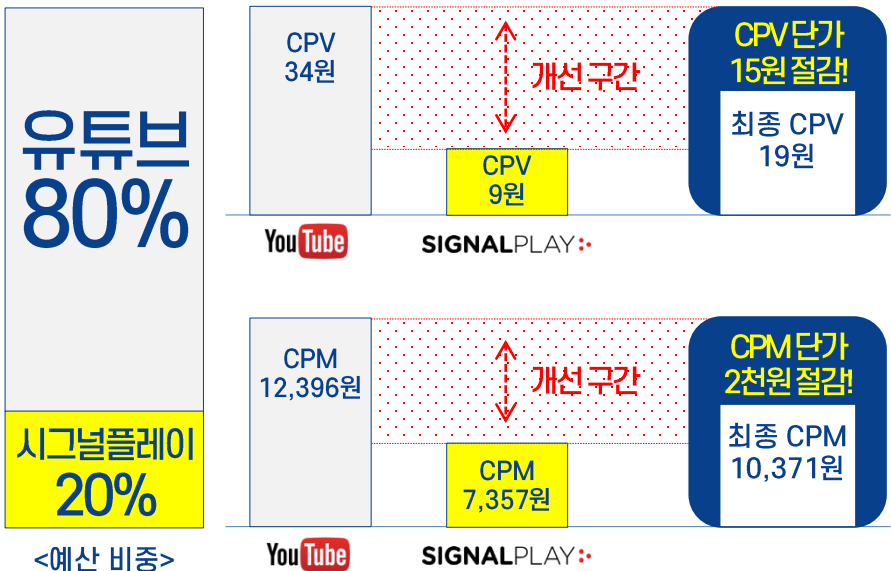 유튜브
80%
시그널플레이
20%
<예산 비중>
CPV
34원
개선 구간
CPV
9원
CPV 단가
15원 절감!
최종 CPV
19원
YouTube
SIGNALPLAY
CPM
12,396원
개선 구간
CPM
7,357원
CPM 단가
2천원 절감!
최종 CPM
10,371원
YouTube
SIGNALPLAY